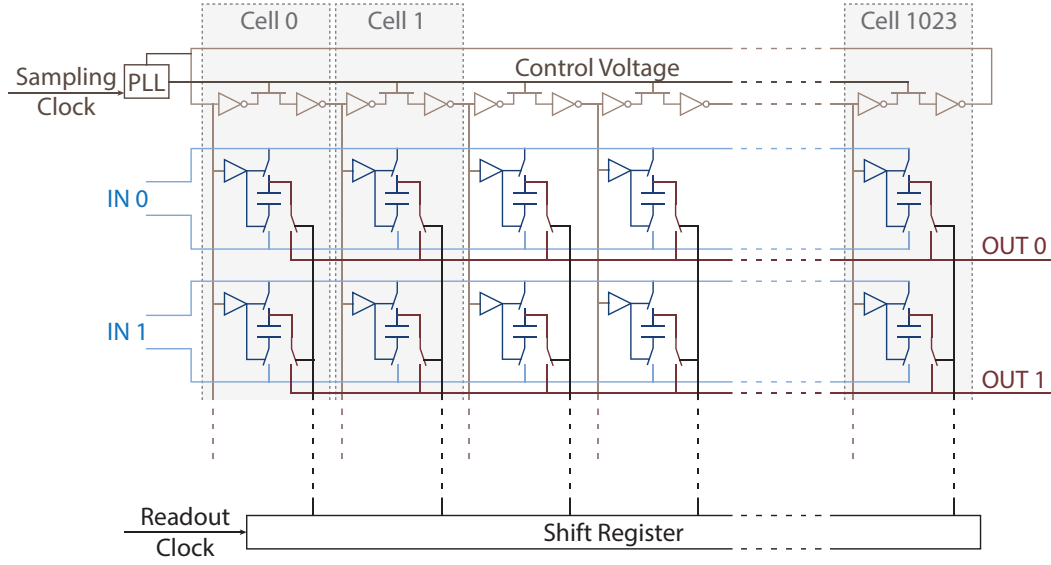 Cell 0
Cell 1
Cell 1023
Sampling
Clock
PLL
Control Voltage
IN 0
OUT 0
IN 1
OUT 1
Readout
Clock
Shift Register